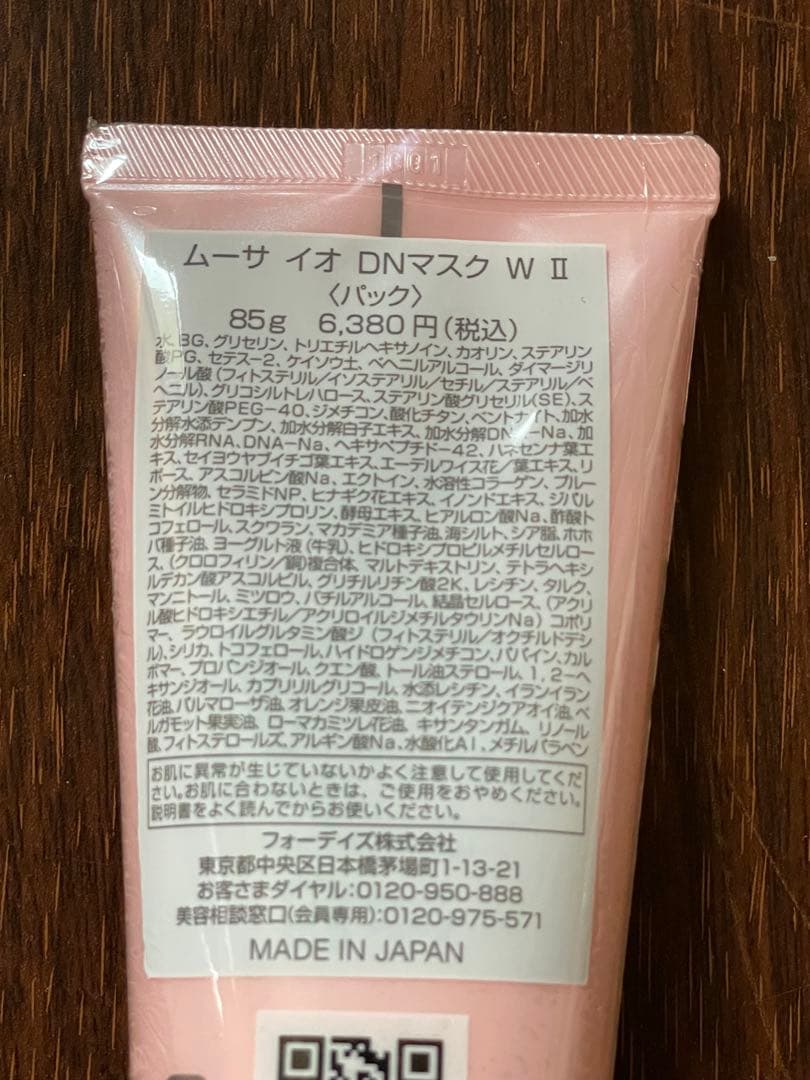 1001
ムーサ イオ DNマスク W Ⅱ
〈パック〉
85g 6,380円(税込)
水、BG、グリセリン、トリエチルヘキサノイン、カオリン、ステアリン
酸PG、セテス-2、ケイソウ土、ベヘニルアルコール、ダイマージリ
ノール酸(フィトステリル/イソステアリル/セチル/ステアリル/ベ
ヘニル)、グリコシルトレハロース、ステアリン酸グリセリル(SE)、ス
テアリン酸PEG-40、ジメチコン、酸化チタン、ベントナイト、加水
分解水添デンプン、加水分解白子エキス、加水分解DNA-Na、加
水分解RNA、DNA-Na、ヘキサペプチド-42、ハネセンナ葉エ
キス、セイヨウヤブイチゴ葉エキス、エーデルワイス花/葉エキス、リ
ボース、アスコルビン酸Na、エクトイン、水溶性コラーゲン、プルー
ン分解物、セラミドNP、ヒナギク花エキス、イノンドエキス、ジパル
ミトイルヒドロキシプロリン、酵母エキス、ヒアルロン酸Na、酢酸ト
コフェロール、スクワラン、マカデミア種子油、海シルト、シア脂、ホホ
バ種子油、ヨーグルト液(牛乳)、ヒドロキシプロピルメチルセルロー
ス、(クロロフィリン/銅)複合体、マルトデキストリン、テトラヘキシ
ルデカン酸アスコルビル、グリチルリチン酸2K、レシチン、タルク、
マンニトール、ミツロウ、バチルアルコール、結晶セルロース、(アクリ
ル酸ヒドロキシエチル/アクリロイルジメチルタウリンNa)コポリ
マー、ラウロイルグルタミン酸ジ(フィトステリル/オクチルドデシ
ル)、シリカ、トコフェロール、ハイドロゲンジメチコン、パパイン、カル
ボマー、プロパンジオール、クエン酸、トール油ステロール、1,2-ヘ
キサンジオール、カプリリルグリコール、水添レシチン、イランイラン
花油、パルマローザ油、オレンジ果皮油、ニオイテンジクアオイ油、ベ
ルガモット果実油、ローマカミツレ花油、キサンタンガム、リノール
酸、フィトステロールズ、アルギン酸Na、水酸化Al、メチルパラベン
お肌に異常が生じていないかよく注意して使用してくだ
さい。お肌に合わないときは、ご使用をおやめください。
説明書をよく読んでからお使いください。
フォーデイズ株式会社
東京都中央区日本橋茅場町1-13-21
お客さまダイヤル:0120-950-888
美容相談窓口(会員専用):0120-975-571
MADE IN JAPAN